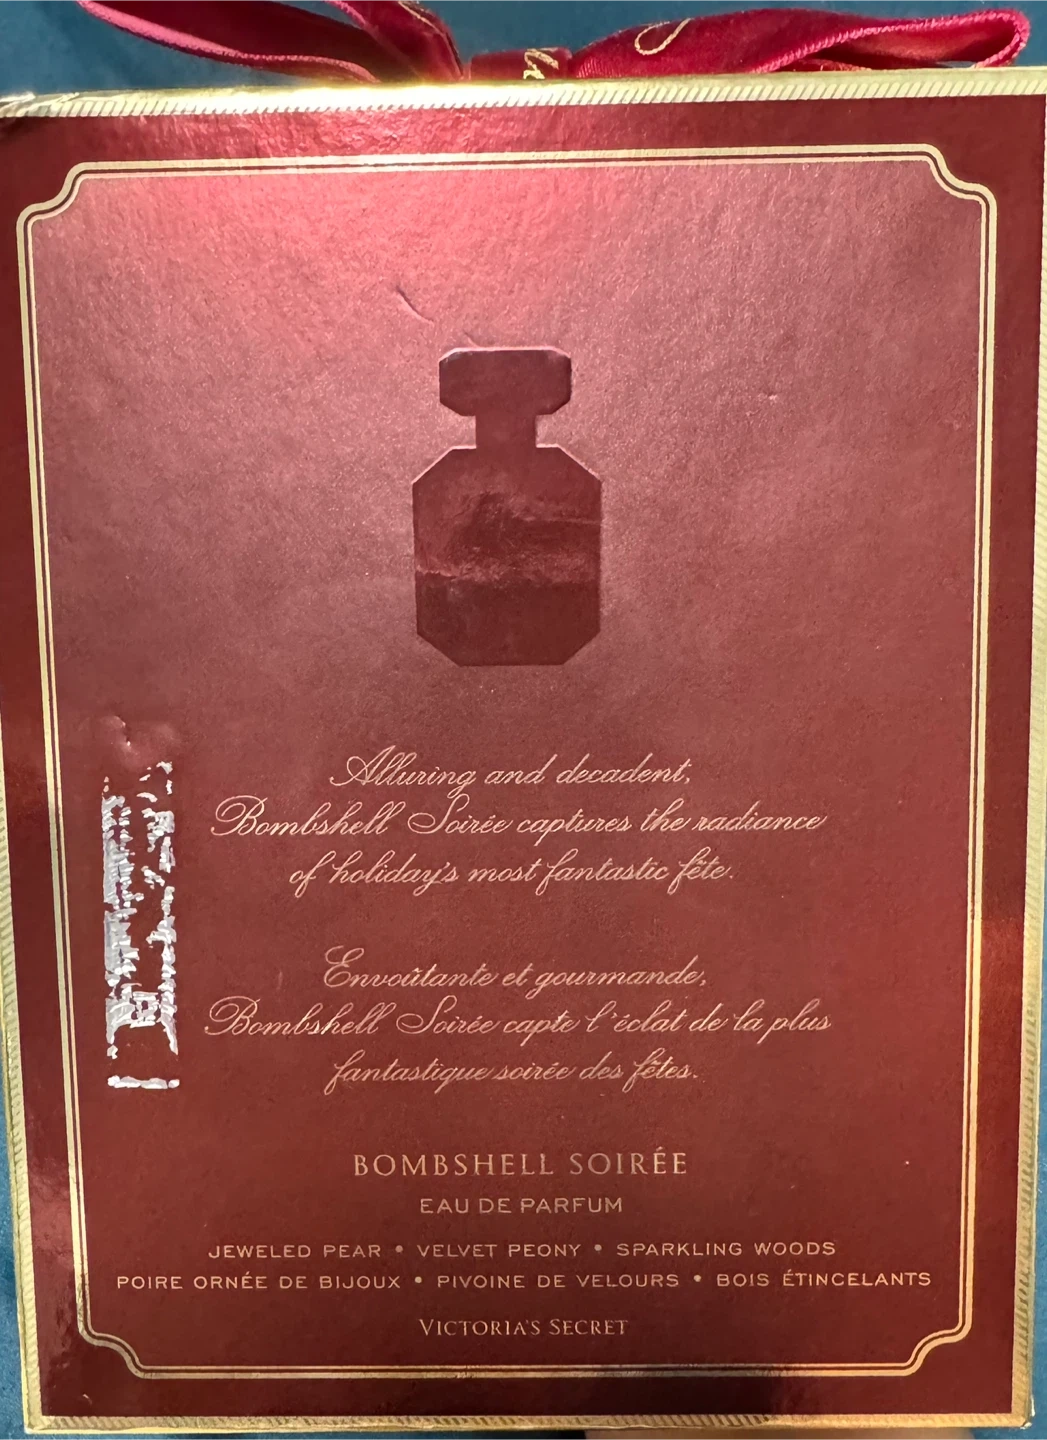 Alluring and decadent,
Bombshell Soirée captures the radiance
of holiday's most fantastic fête.
Envoûtante et gourmande,
Bombshell Soirée capte l'éclat de la plus
fantastique soirée des fêtes.
BOMBSHELL SOIRÉE
EAU DE PARFUM
JEWELED PEAR • VELVET PEONY • SPARKLING WOODS
POIRE ORNÉE DE BIJOUX • PIVOINE DE VELOURS • BOIS ÉTINCELANTS
VICTORIA'S SECRET